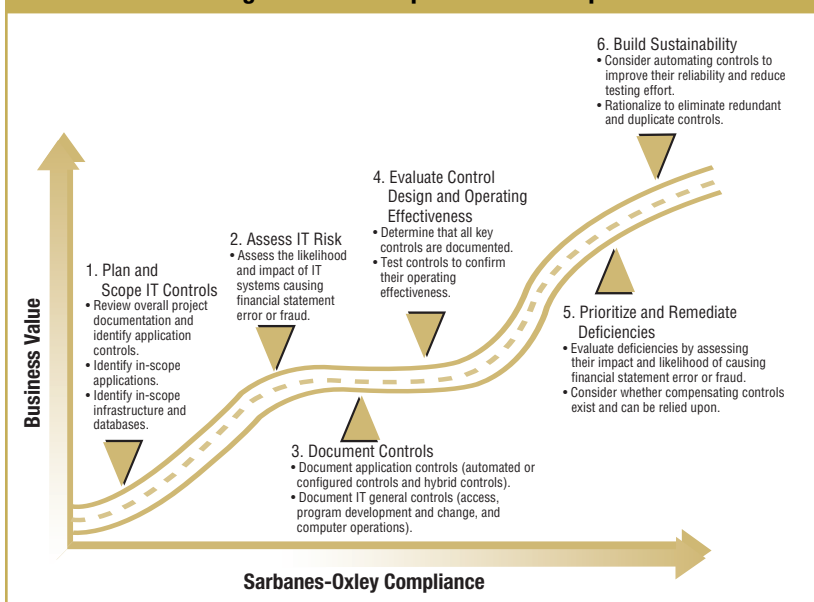 1. Plan and
Scope IT Controls
• Review overall project
documentation and
identify application
controls.
• Identify in-scope
applications.
• Identify in-scope
infrastructure and
databases.
2. Assess IT Risk
• Assess the likelihood
and impact of IT
systems causing
financial statement
error or fraud.
3. Document Controls
• Document application controls (automated or
configured controls and hybrid controls).
• Document IT general controls (access,
program development and change, and
computer operations).
4. Evaluate Control
Design and Operating
Effectiveness
• Determine that all key
controls are documented.
• Test controls to confirm
their operating
effectiveness.
5. Prioritize and Remediate
Deficiencies
• Evaluate deficiencies by assessing
their impact and likelihood of causing
financial statement error or fraud.
• Consider whether compensating controls
exist and can be relied upon.
6. Build Sustainability
• Consider automating controls to
improve their reliability and reduce
testing effort.
• Rationalize to eliminate redundant
and duplicate controls.
Business Value
Sarbanes-Oxley Compliance